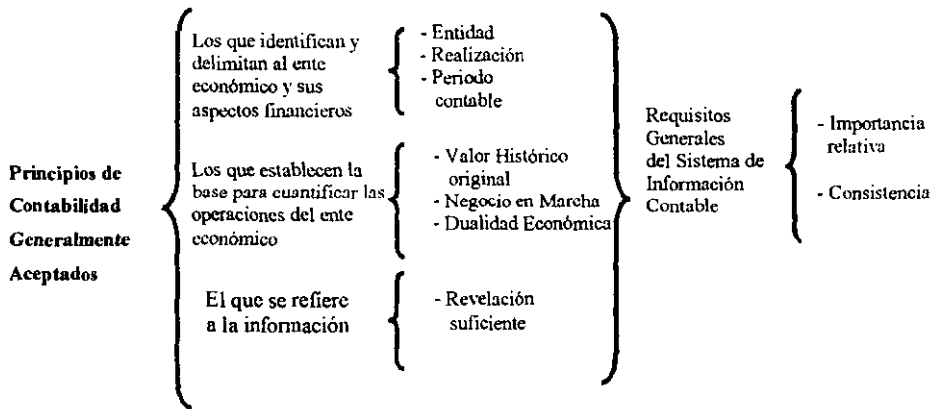 Principios de
Contabilidad
Generalmente
Aceptados
Los que identifican y
delimitan al ente
económico y sus
aspectos financieros
- Entidad
- Realización
- Periodo
contable
Los que establecen la
base para cuantificar las
operaciones del ente
económico
- Valor Histórico
original
- Negocio en Marcha
- Dualidad Económica
El que se refiere
a la información
- Revelación
suficiente
Requisitos
Generales
del Sistema de
Información
Contable
- Importancia
relativa
- Consistencia